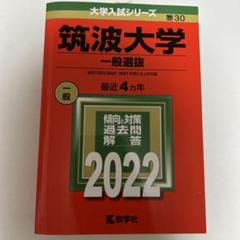 大学入試シリーズ
30
筑波大学
一般選抜
一般
最近4カ年
傾向と対策
過去問
解答
2022
教学社